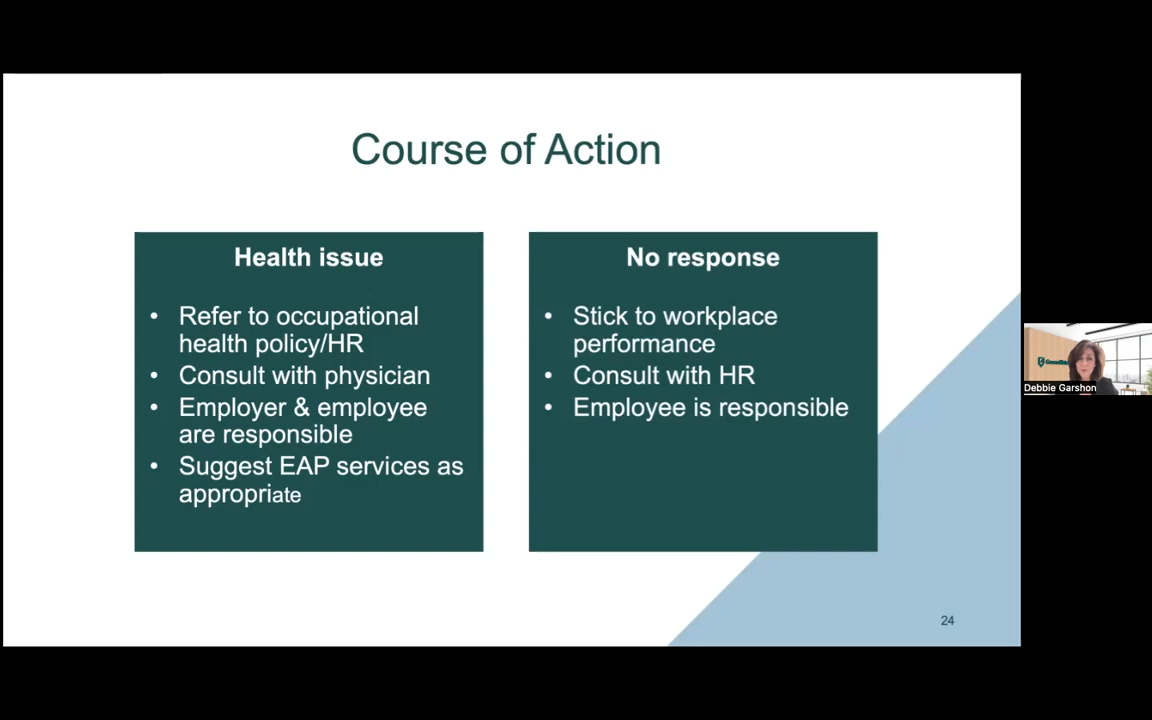 Course of Action
Health issue
• Refer to occupational
health policy/HR
• Consult with physician
• Employer & employee
are responsible
• Suggest EAP services as
appropriate
No response
• Stick to workplace
performance
• Consult with HR
• Employee is responsible
24
Debbie Garshon